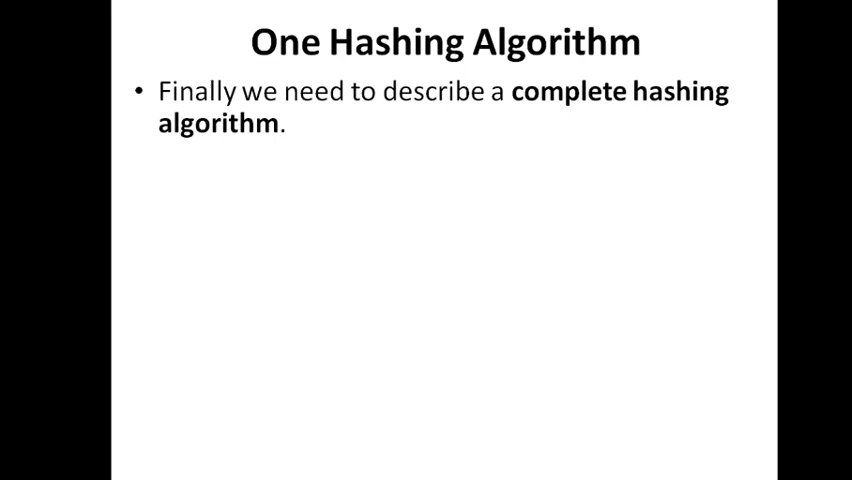 One Hashing Algorithm
• Finally we need to describe a complete hashing
algorithm.